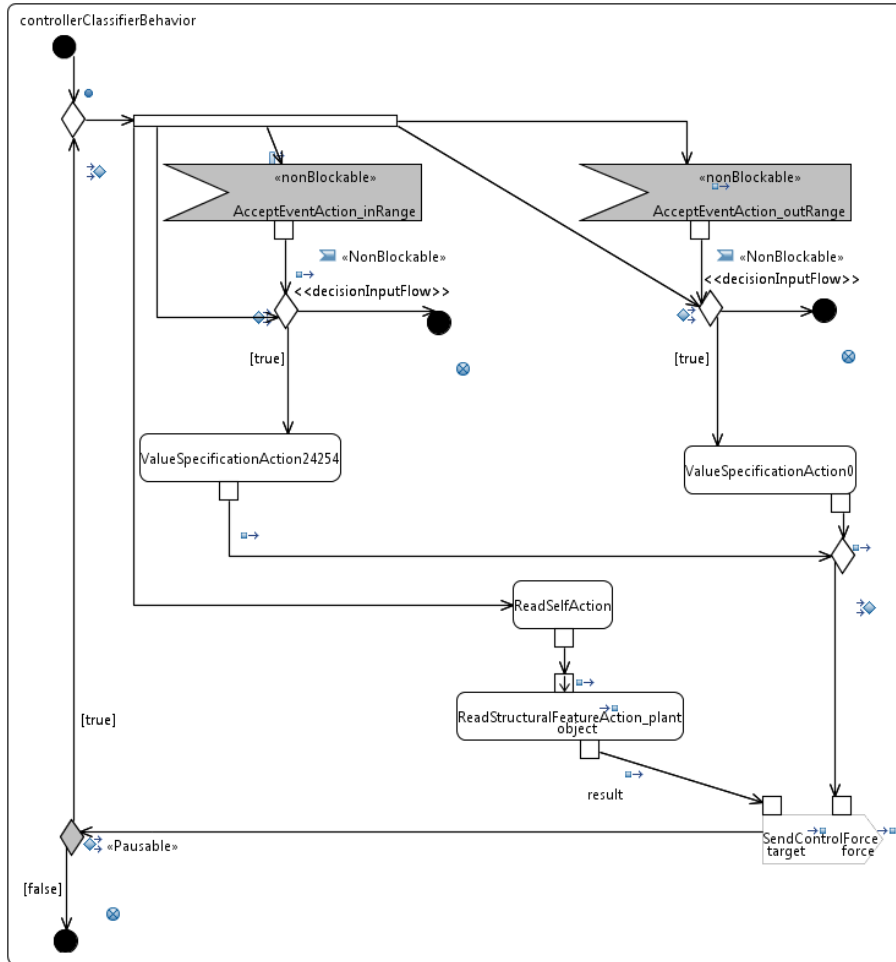 controllerClassifierBehavior
«nonBlockable»
AcceptEventAction_inRange
«nonBlockable»
AcceptEventAction_outRange
«NonBlockable»
<<decisionInputFlow>>
«NonBlockable»
<<decisionInputFlow>>
[true]
[true]
ValueSpecificationAction24254
ValueSpecificationAction0
ReadSelfAction
ReadStructuralFeatureAction_plant
object
result
[true]
SendControlForce
target
force
«Pausable»
[false]